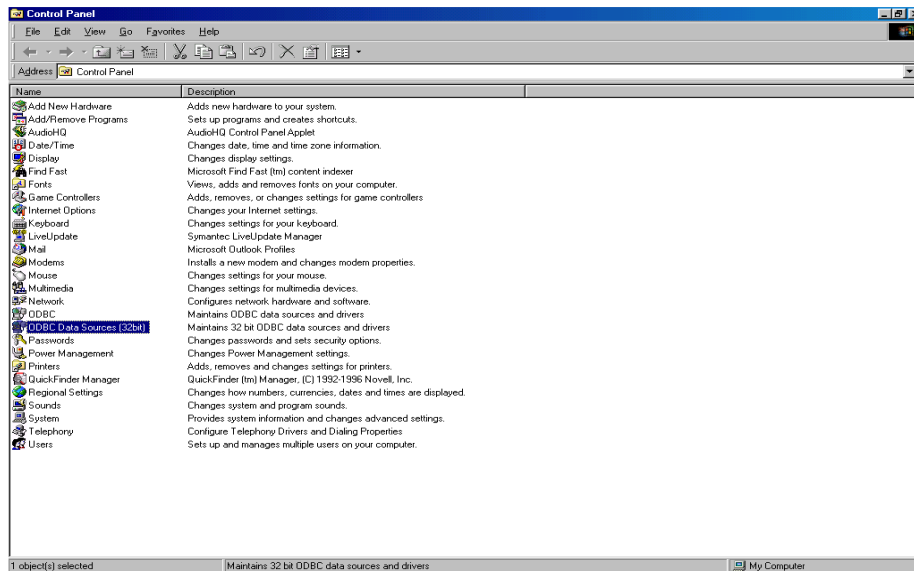 Control Panel
File Edit View Go Favorites Help
Address Control Panel
Name Description
Add New Hardware Adds new hardware to your system.
Add/Remove Programs Sets up programs and creates shortcuts.
AudioHQ AudioHQ Control Panel Applet
Date/Time Changes date, time and time zone information.
Display Changes display settings.
Find Fast Microsoft Find Fast (tm) content indexer
Fonts Views, adds and removes fonts on your computer.
Game Controllers Adds, removes, or changes settings for game controllers
Internet Options Changes your Internet settings.
Keyboard Changes settings for your keyboard.
LiveUpdate Symantec LiveUpdate Manager
Mail Microsoft Outlook Profiles
Modems Installs a new modem and changes modem properties.
Mouse Changes settings for your mouse.
Multimedia Changes settings for multimedia devices.
Network Configures network hardware and software.
ODBC Maintains ODBC data sources and drivers
ODBC Data Sources (32bit) Maintains 32 bit ODBC data sources and drivers
Passwords Changes passwords and sets security options.
Power Management Changes Power Management settings.
Printers Adds, removes and changes settings for printers.
QuickFinder Manager QuickFinder (tm) Manager, (C) 1992-1996 Novell, Inc.
Regional Settings Changes how numbers, currencies, dates and times are displayed.
Sounds Changes system and program sounds.
System Provides system information and changes advanced settings.
Telephony Configure Telephony Drivers and Dialing Properties
Users Sets up and manages multiple users on your computer.
1 object(s) selected Maintains 32 bit ODBC data sources and drivers My Computer